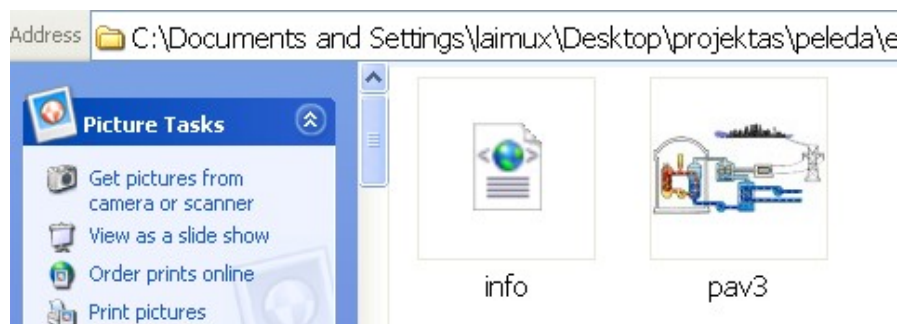 Address C:\Documents and Settings\laimux\Desktop\projektas\peleda\e
Picture Tasks
Get pictures from
camera or scanner
View as a slide show
Order prints online
Print pictures
info
pav3